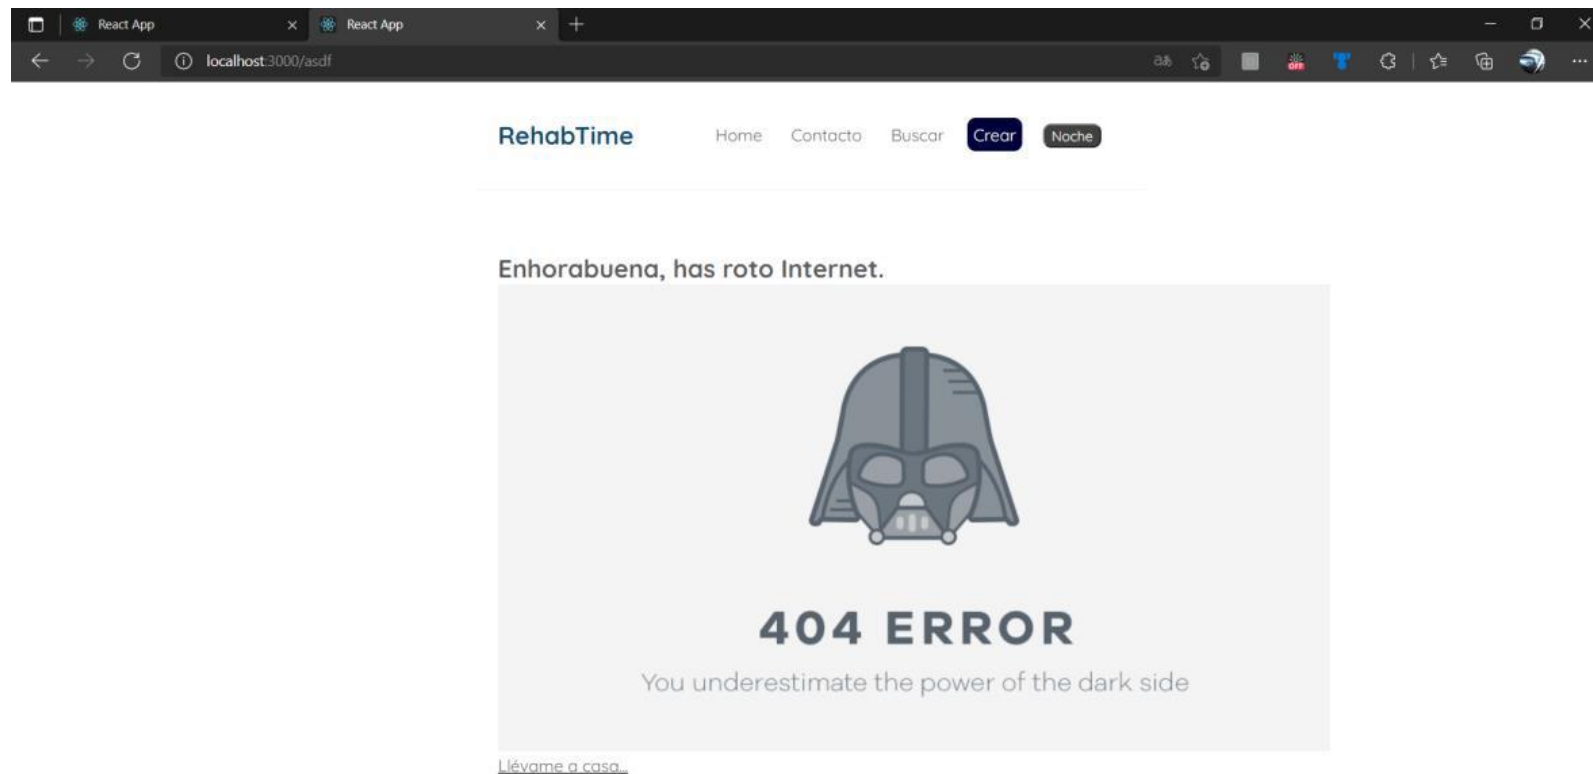 React App
React App
localhost:3000/asdf
OFF
RehabTime
Home Contacto Buscar Crear Noche
Enhorabuena, has roto Internet.
404 ERROR
You underestimate the power of the dark side
Llévame a casa...